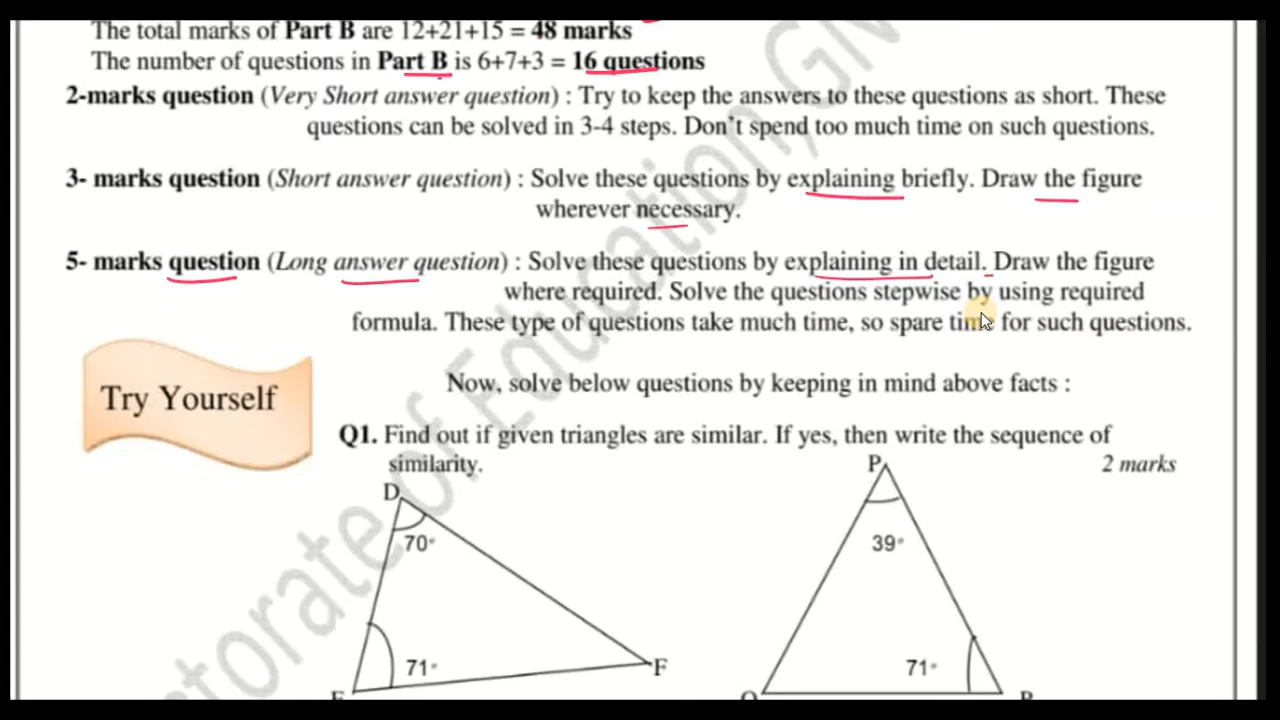 The total marks of Part B are 12+21+15 = 48 marks
The number of questions in Part B is 6+7+3 = 16 questions
2-marks question (Very Short answer question) : Try to keep the answers to these questions as short. These
questions can be solved in 3-4 steps. Don't spend too much time on such questions.
3- marks question (Short answer question) : Solve these questions by explaining briefly. Draw the figure
wherever necessary.
5- marks question (Long answer question) : Solve these questions by explaining in detail. Draw the figure
where required. Solve the questions stepwise by using required
formula. These type of questions take much time, so spare time for such questions.
Try Yourself
Now, solve below questions by keeping in mind above facts :
Q1. Find out if given triangles are similar. If yes, then write the sequence of
similarity.
2 marks
D
70°
71°
F
P
39°
71°